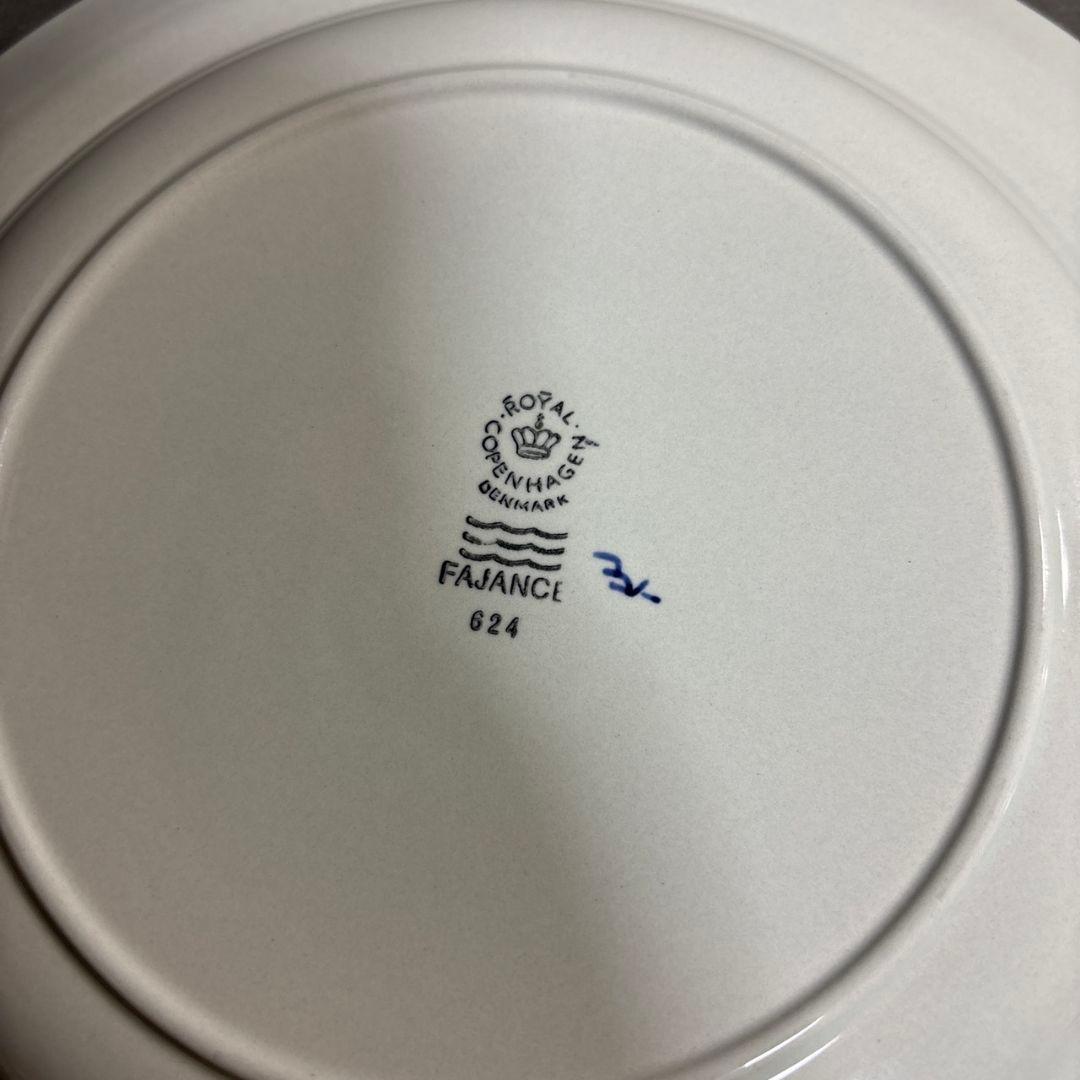 ROYAL
COPENHAGEN
DENMARK
FAJANCE
624